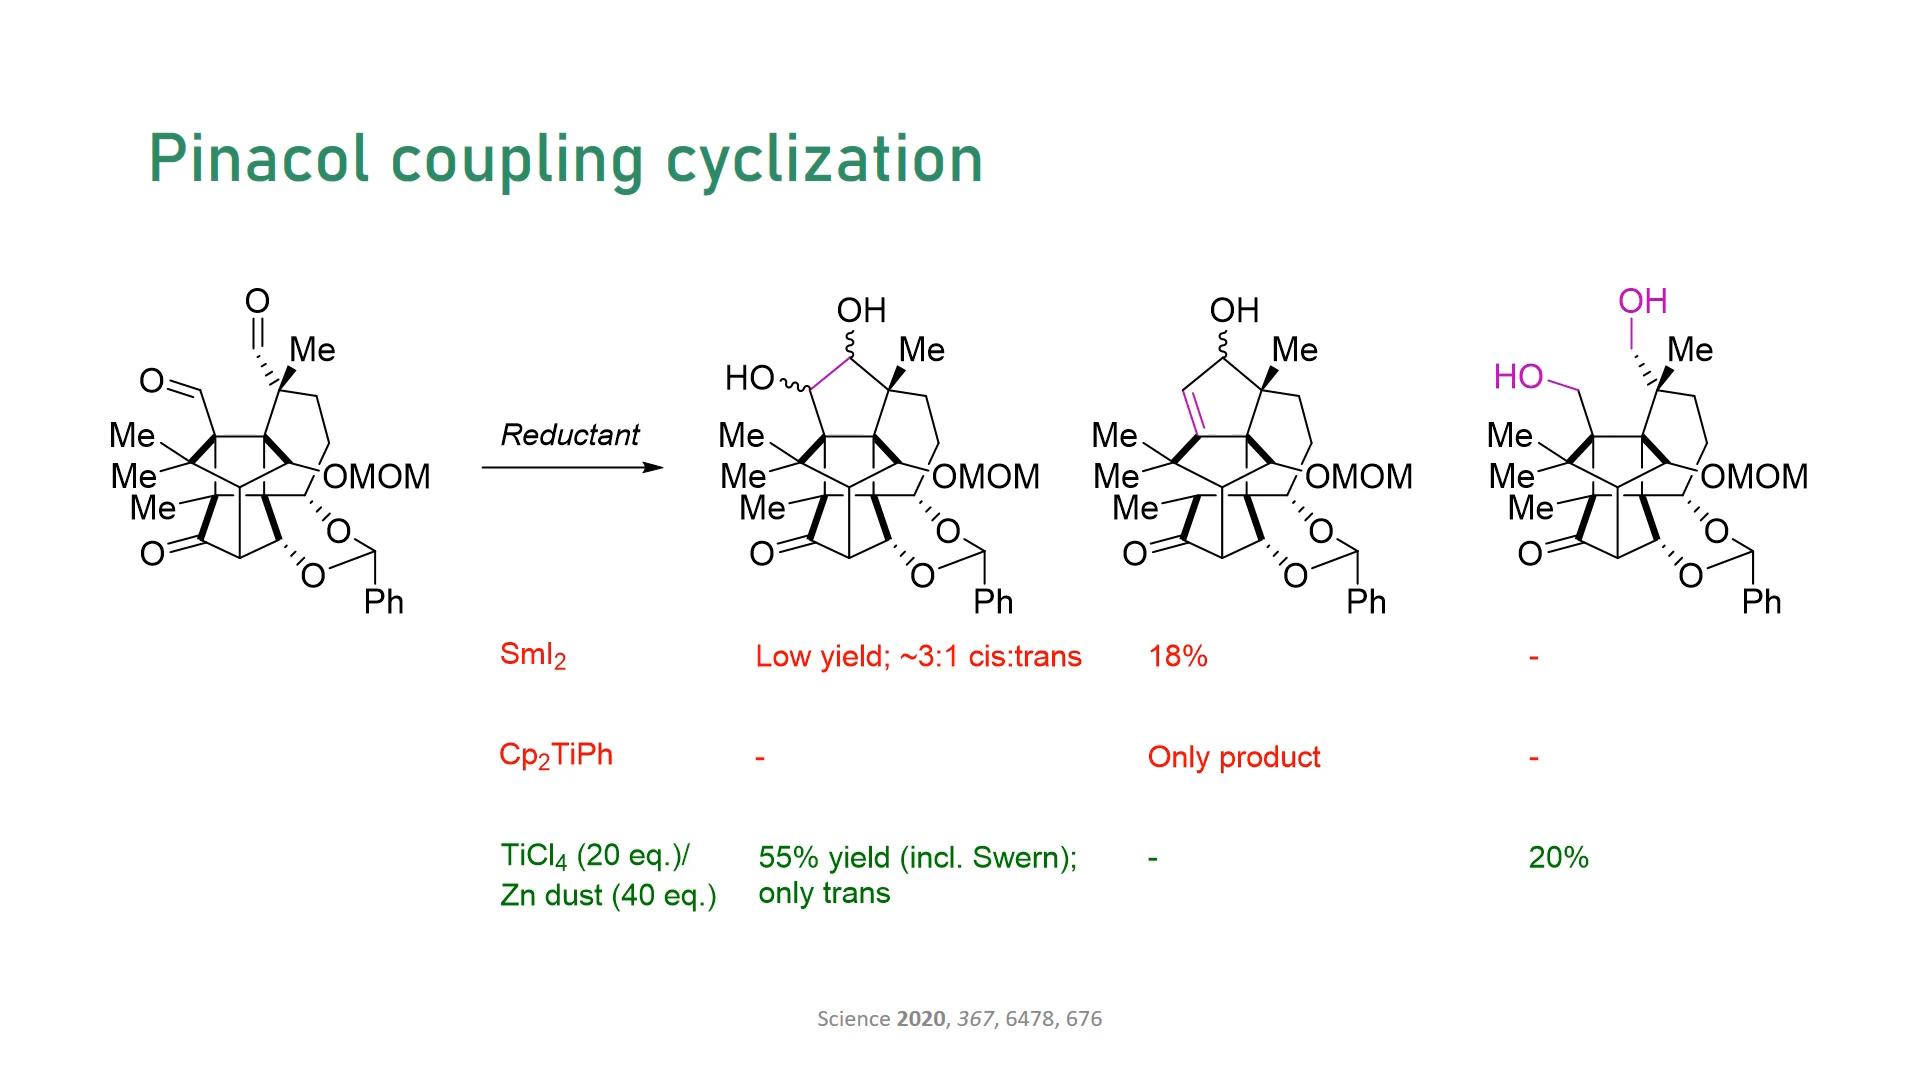 Pinacol coupling cyclization
O
Me
O
Me
Me
OMOM
Me
O
O
O
Ph
Reductant
OH
Me
HO
Me
Me
OMOM
Me
O
O
O
Ph
OH
Me
Me
Me
OMOM
Me
O
O
O
Ph
OH
Me
HO
Me
Me
OMOM
Me
O
O
O
Ph
SmI₂ Low yield; ~3:1 cis:trans 18% -
Cp₂TiPh - Only product -
TiCl₄ (20 eq.)/ 55% yield (incl. Swern); - 20%
Zn dust (40 eq.) only trans
Science 2020, 367, 6478, 676